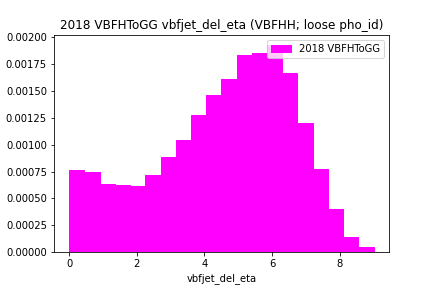 2018 VBFHToGG vbfjet_del_eta (VBFHH; loose pho_id)
0.00200
0.00175
0.00150
0.00125
0.00100
0.00075
0.00050
0.00025
0.00000
2018 VBFHToGG
0 2 4 6 8
vbfjet_del_eta